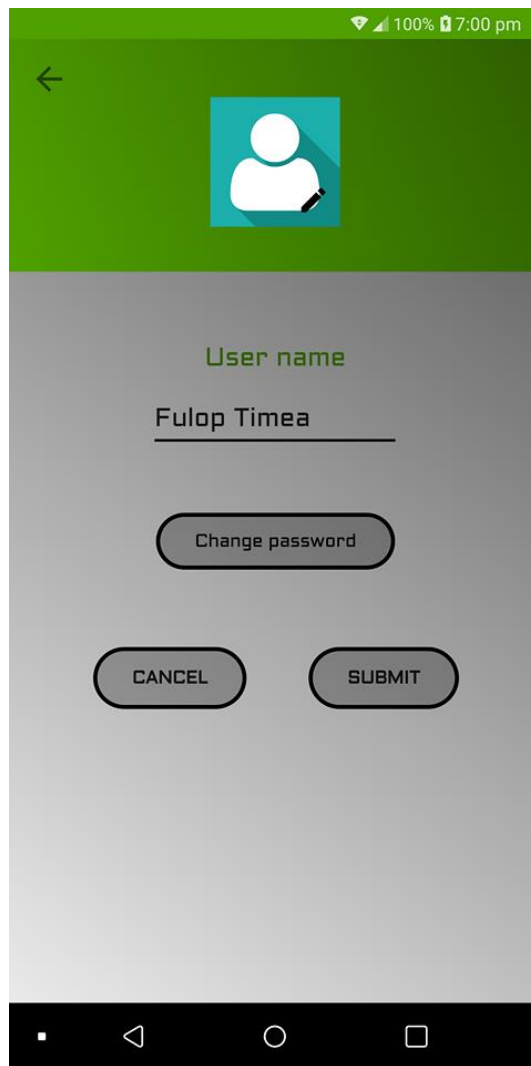 100% 7:00 pm
User name
Fulop Timea
Change password
CANCEL SUBMIT